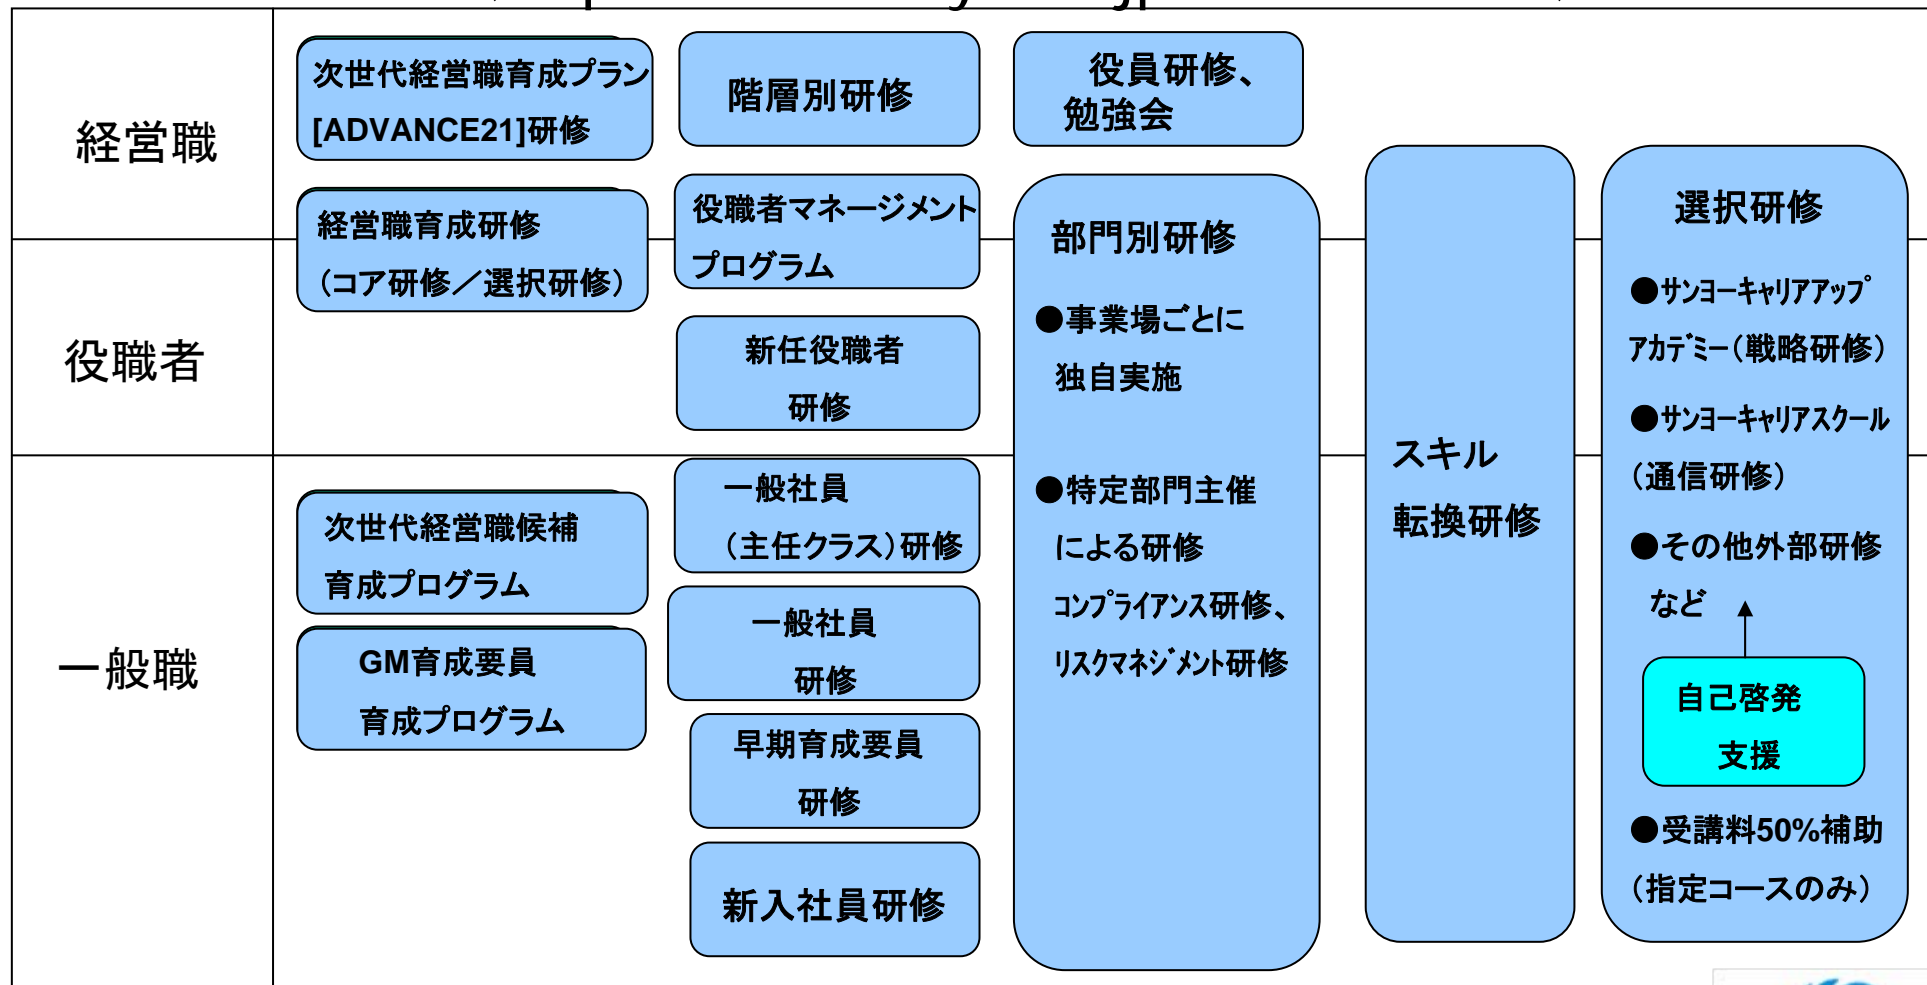 経営職
役職者
一般職
次世代経営職育成プラン
[ADVANCE21]研修
経営職育成研修
（コア研修／選択研修）
次世代経営職候補
育成プログラム
GM育成要員
育成プログラム
階層別研修
役職者マネージメント
プログラム
新任役職者
研修
一般社員
（主任クラス）研修
一般社員
研修
早期育成要員
研修
新入社員研修
役員研修、
勉強会
部門別研修
●事業場ごとに
独自実施
●特定部門主催
による研修
ｺﾝﾌﾟﾗｲｱﾝｽ研修、
ﾘｽｸﾏﾈｼﾞﾒﾝﾄ研修
スキル
転換研修
選択研修
●ｻﾝﾖｰｷｬﾘｱｱｯﾌﾟ
ｱｶﾃﾞﾐｰ（戦略研修）
●ｻﾝﾖｰｷｬﾘｱｽｸｰﾙ
（通信研修）
●その他外部研修
など
自己啓発
支援
●受講料50%補助
（指定コースのみ）